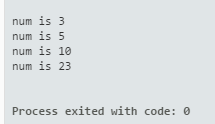 num is 3
num is 5
num is 10
num is 23
Process exited with code: 0